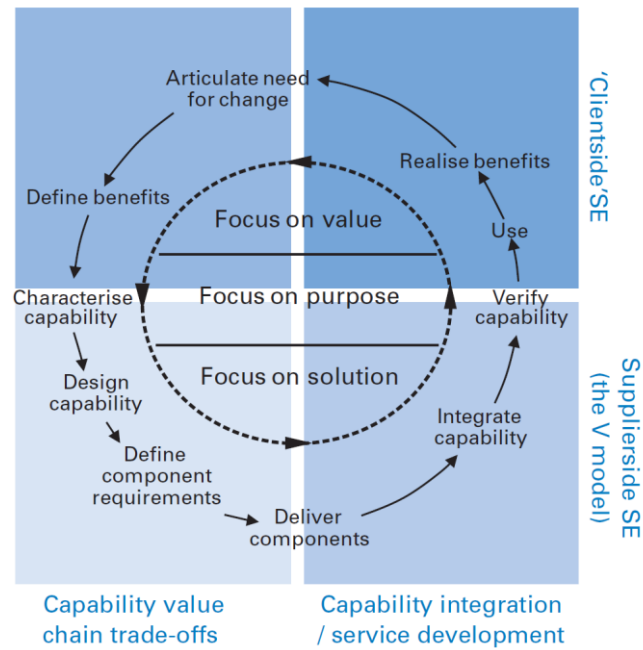 Articulate need
for change
Define benefits
Characterise
capability
Design
capability
Define
component
requirements
Deliver
components
Integrate
capability
Verify
capability
Use
Realise benefits
Focus on value
Focus on purpose
Focus on solution
'Clientside'SE
Supplierside SE
(the V model)
Capability value
chain trade-offs
Capability integration
/ service development